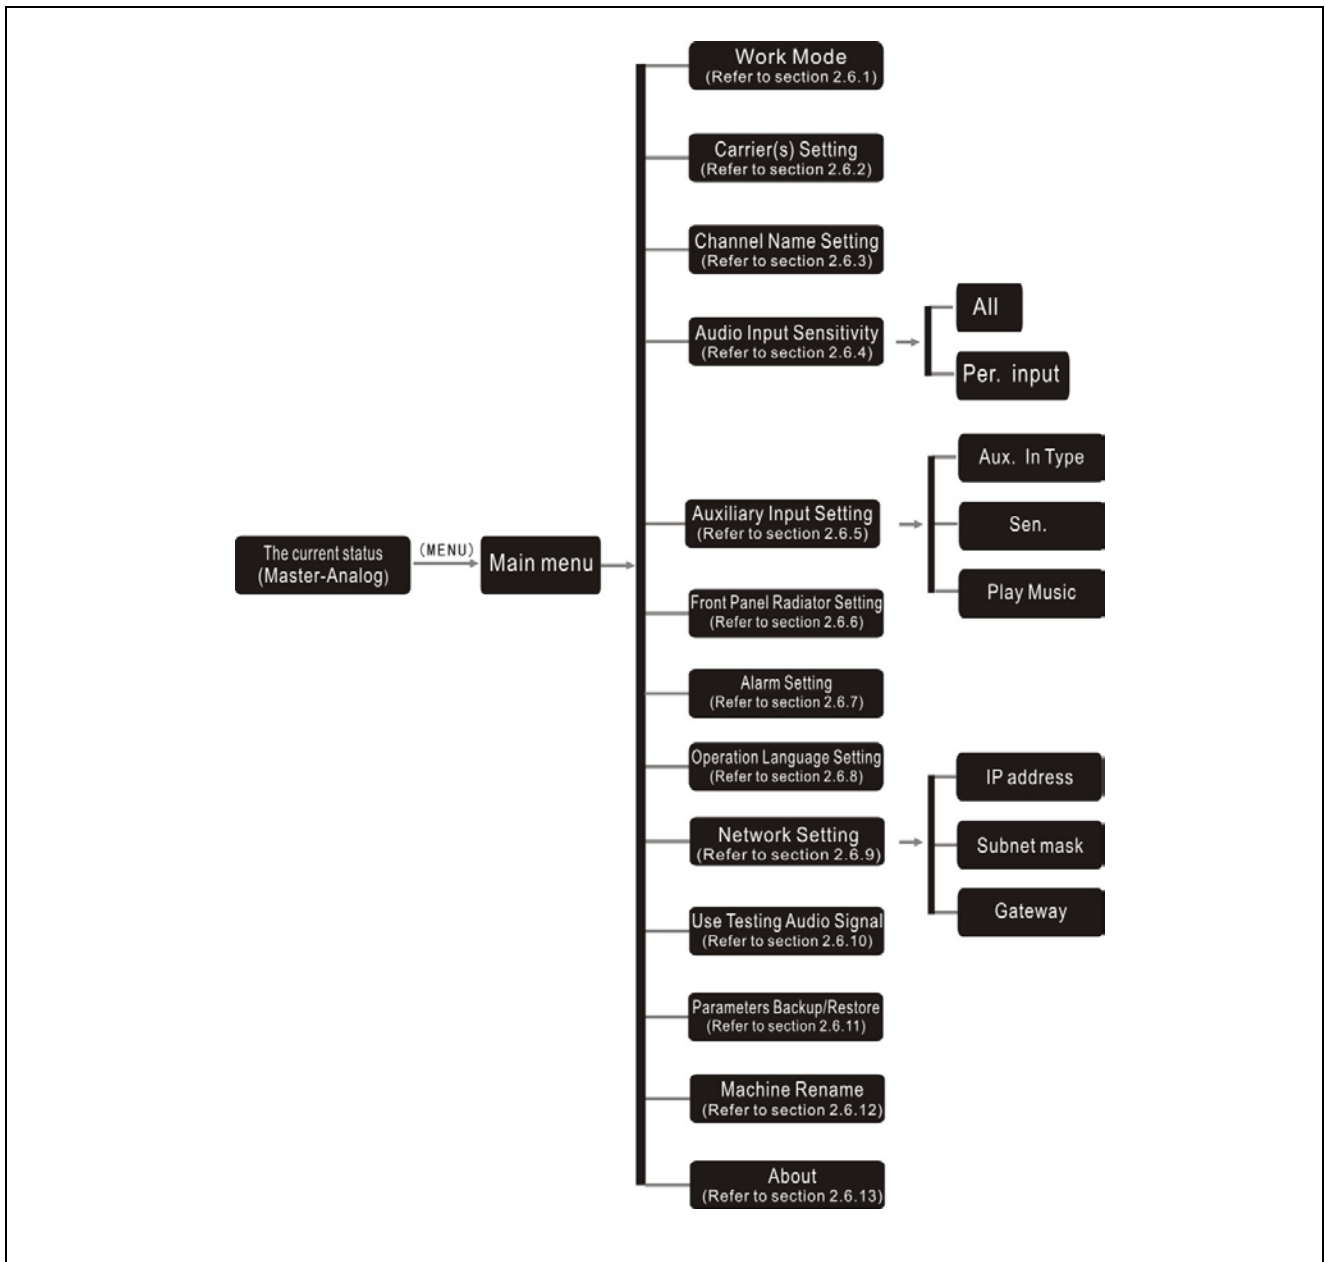 Work Mode
(Refer to section 2.6.1)
Carrier(s) Setting
(Refer to section 2.6.2)
Channel Name Setting
(Refer to section 2.6.3)
Audio Input Sensitivity
(Refer to section 2.6.4)
All
Per. input
Auxiliary Input Setting
(Refer to section 2.6.5)
Aux. In Type
Sen.
Play Music
The current status
(Master-Analog)
(MENU)
Main menu
Front Panel Radiator Setting
(Refer to section 2.6.6)
Alarm Setting
(Refer to section 2.6.7)
Operation Language Setting
(Refer to section 2.6.8)
Network Setting
(Refer to section 2.6.9)
IP address
Subnet mask
Gateway
Use Testing Audio Signal
(Refer to section 2.6.10)
Parameters Backup/Restore
(Refer to section 2.6.11)
Machine Rename
(Refer to section 2.6.12)
About
(Refer to section 2.6.13)